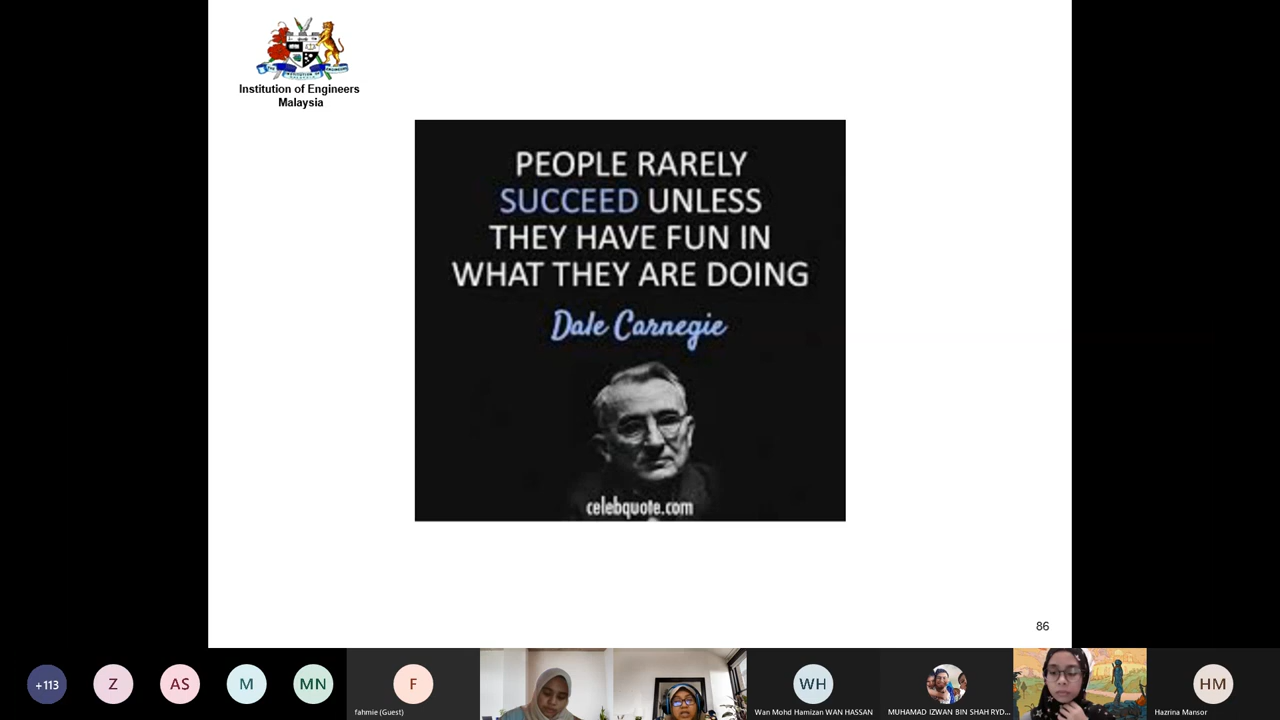 Institution of Engineers
Malaysia
PEOPLE RARELY
SUCCEED UNLESS
THEY HAVE FUN IN
WHAT THEY ARE DOING
Dale Carnegie
celebquote.com
86
+113
Z
AS
M
MN
F
fahmie (Guest)
WH
Wan Mohd Hamizan WAN HASSAN
MUHAMAD IZWAN BIN SHAH RYD...
HM
Hazrina Mansor